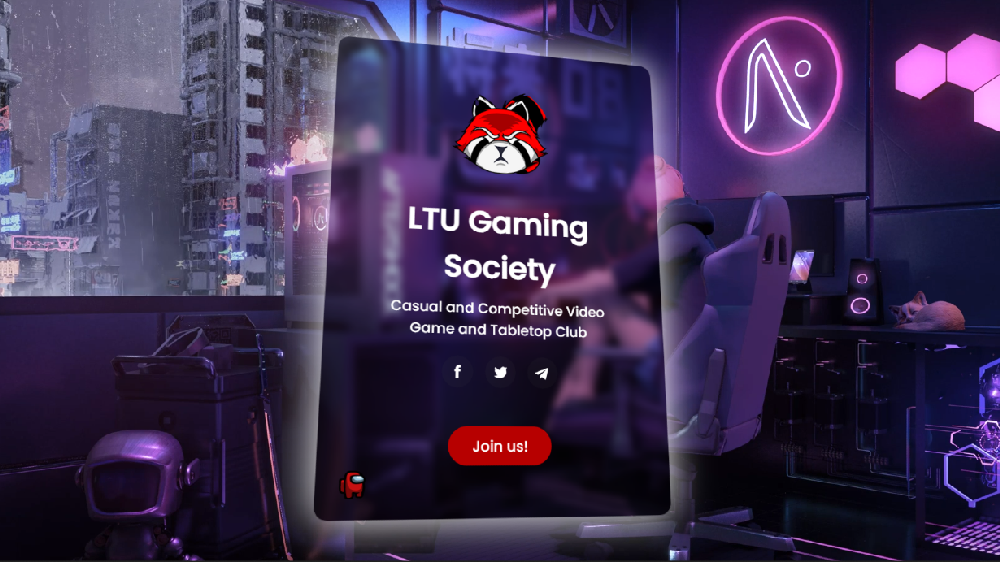 LTU Gaming
Society
Casual and Competitive Video
Game and Tabletop Club
Join us!